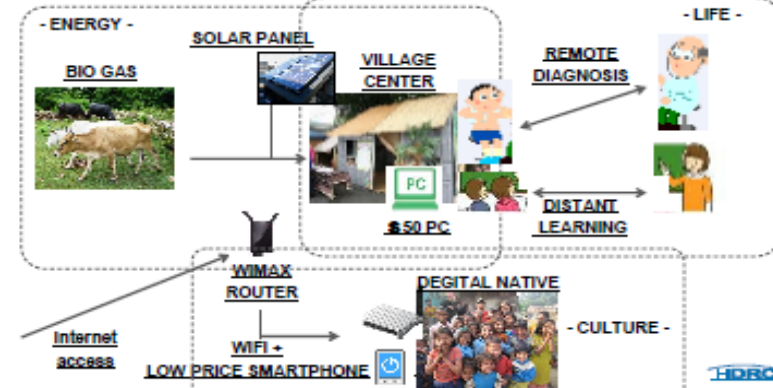 - ENERGY -
- LIFE -
SOLAR PANEL
BIO GAS
VILLAGE
CENTER
REMOTE
DIAGNOSIS
PC
$50 PC
DISTANT
LEARNING
WIMAX
ROUTER
DEGITAL NATIVE
Internet
access
WIFI +
LOW PRICE SMARTPHONE
- CULTURE -